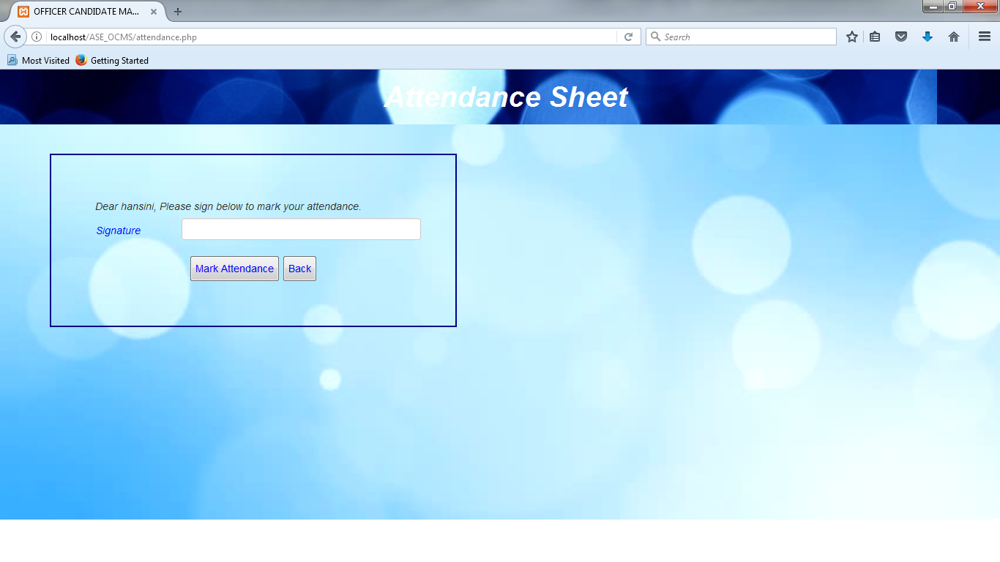 OFFICER CANDIDATE MA...
localhost/ASE_OCMS/attendance.php
Search
Most Visited Getting Started
Attendance Sheet
Dear hansini, Please sign below to mark your attendance.
Signature
Mark Attendance Back